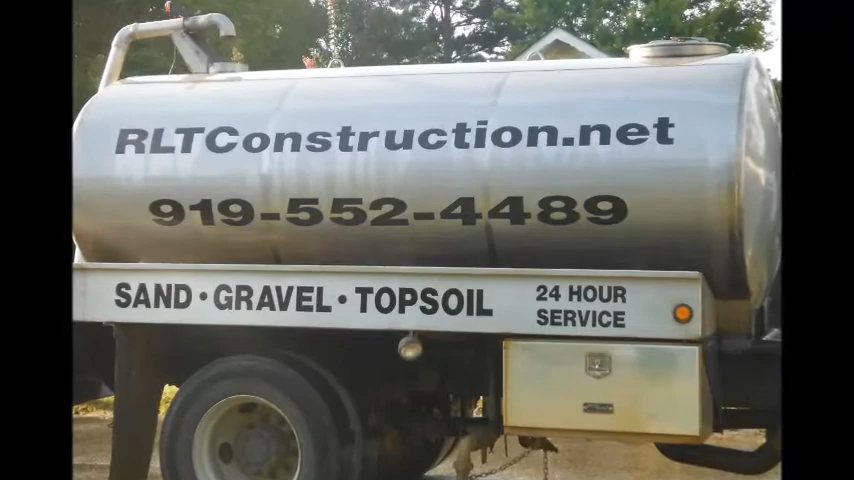 RLTConstruction.net
919-552-4489
SAND · GRAVEL · TOPSOIL
24 HOUR
SERVICE